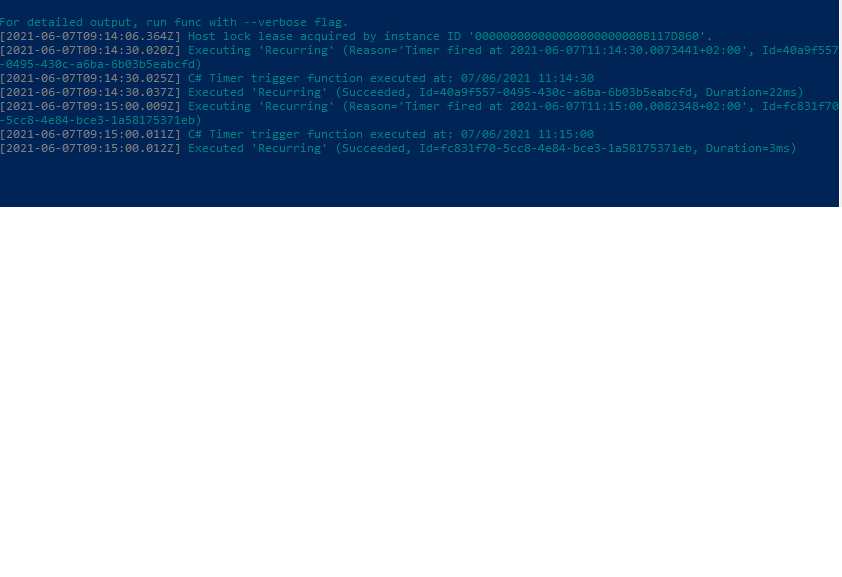 For detailed output, run func with --verbose flag.
[2021-06-07T09:14:06.364Z] Host lock lease acquired by instance ID '000000000000000000000000B117D860'.
[2021-06-07T09:14:30.020Z] Executing 'Recurring' (Reason='Timer fired at 2021-06-07T11:14:30.0073441+02:00', Id=40a9f557
-0495-430c-a6ba-6b03b5eabcfd)
[2021-06-07T09:14:30.025Z] C# Timer trigger function executed at: 07/06/2021 11:14:30
[2021-06-07T09:14:30.037Z] Executed 'Recurring' (Succeeded, Id=40a9f557-0495-430c-a6ba-6b03b5eabcfd, Duration=22ms)
[2021-06-07T09:15:00.009Z] Executing 'Recurring' (Reason='Timer fired at 2021-06-07T11:15:00.0082348+02:00', Id=fc831f70
-5cc8-4e84-bce3-1a58175371eb)
[2021-06-07T09:15:00.011Z] C# Timer trigger function executed at: 07/06/2021 11:15:00
[2021-06-07T09:15:00.012Z] Executed 'Recurring' (Succeeded, Id=fc831f70-5cc8-4e84-bce3-1a58175371eb, Duration=3ms)